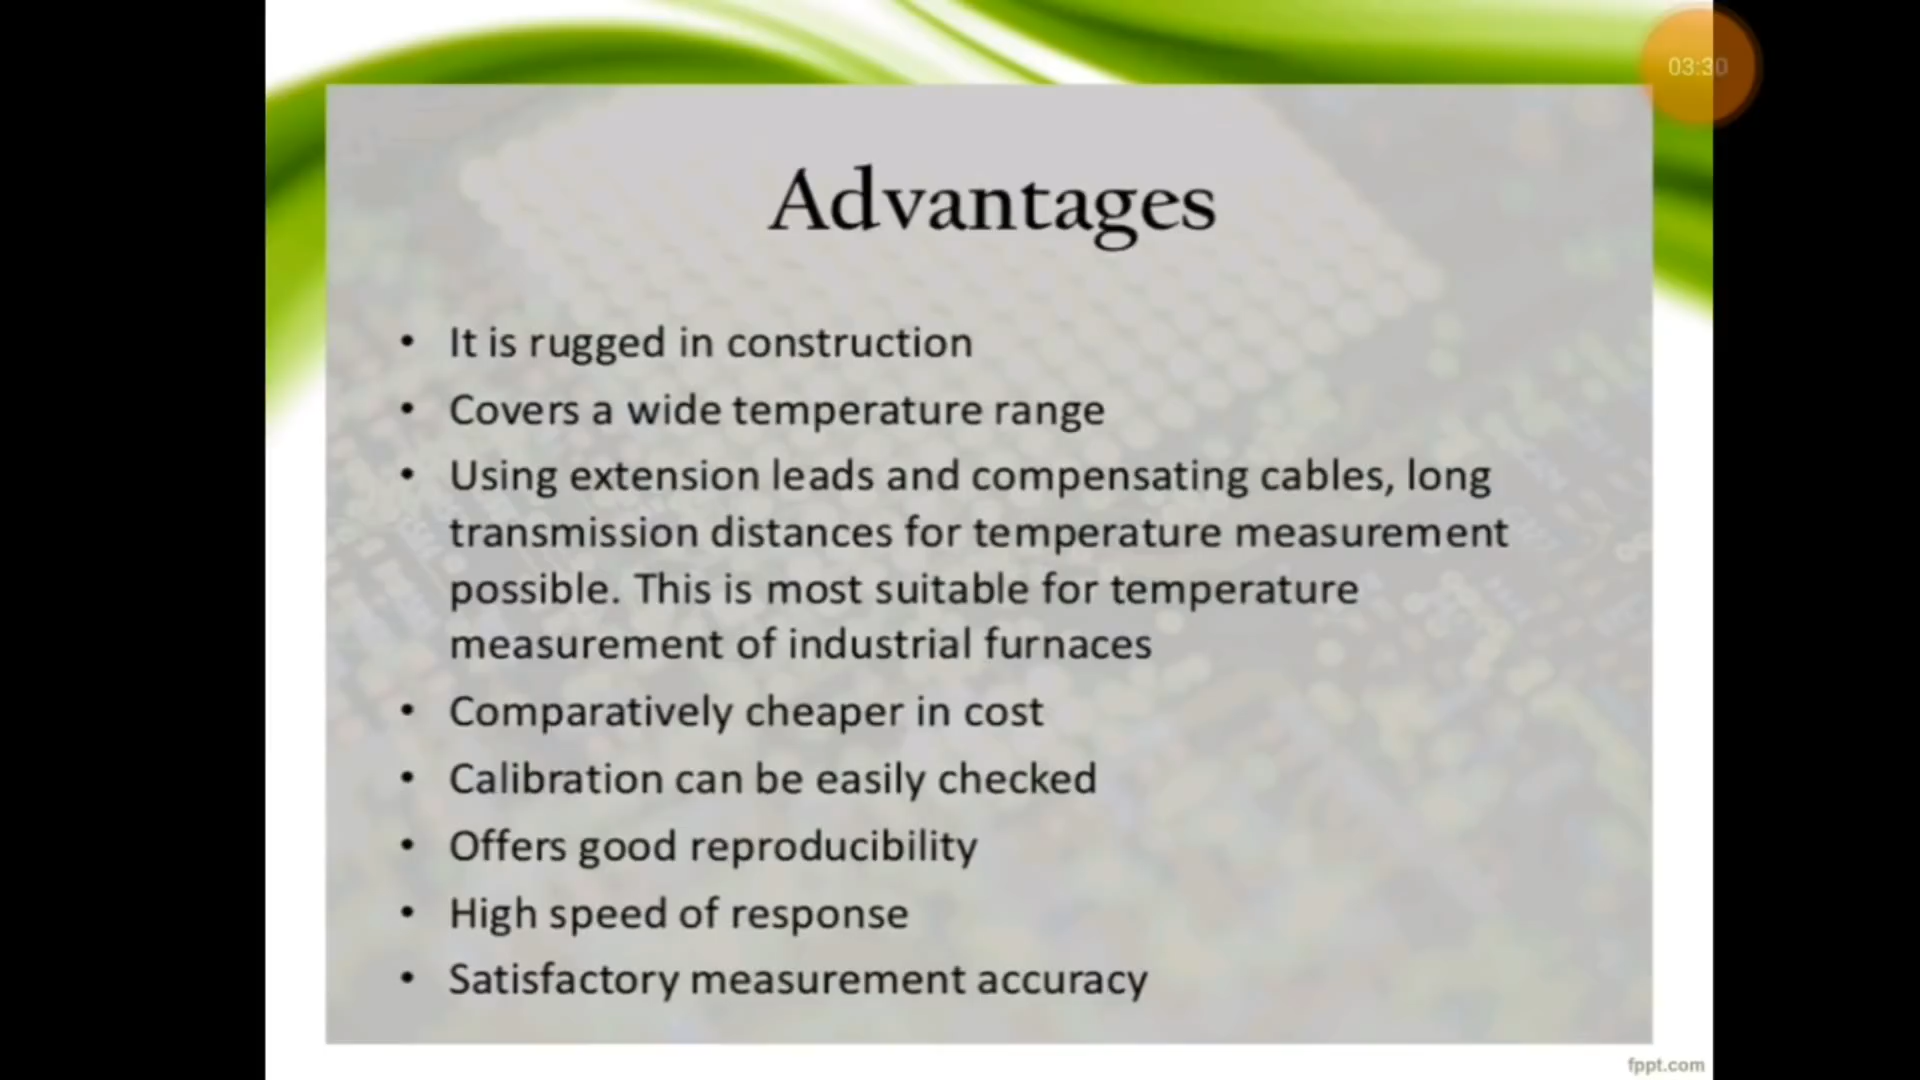 03:30
Advantages
• It is rugged in construction
• Covers a wide temperature range
• Using extension leads and compensating cables, long
transmission distances for temperature measurement
possible. This is most suitable for temperature
measurement of industrial furnaces
• Comparatively cheaper in cost
• Calibration can be easily checked
• Offers good reproducibility
• High speed of response
• Satisfactory measurement accuracy
fppt.com